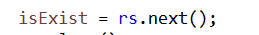 isExist = rs.next();